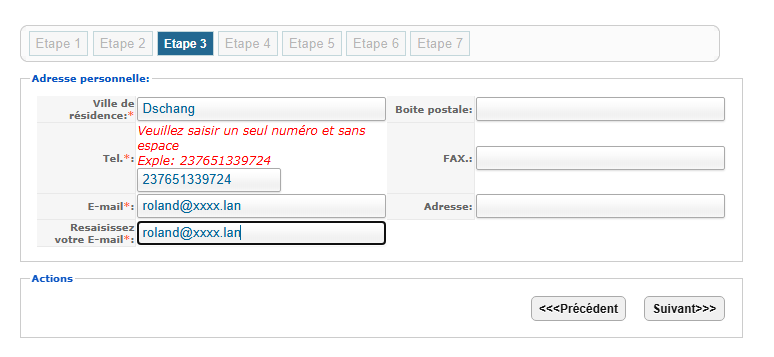 Etape 1 Etape 2 Etape 3 Etape 4 Etape 5 Etape 6 Etape 7
Adresse personnelle:
Ville de
résidence:*
Dschang
Boite postale:
Veuillez saisir un seul numéro et sans
espace
Exple: 237651339724
Tel.*:
237651339724
FAX.:
E-mail*:
roland@xxxx.lan
Adresse:
Resaisissez
votre E-mail*:
roland@xxxx.lan
Actions
<<<Précédent
Suivant>>>